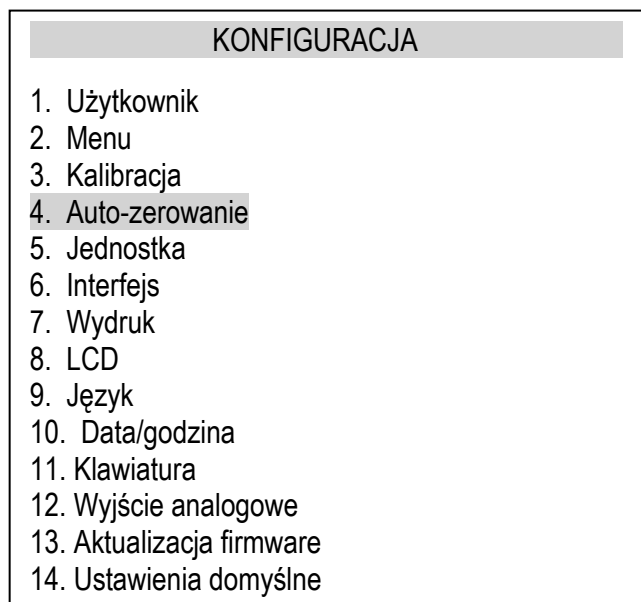 KONFIGURACJA
1. Użytkownik
2. Menu
3. Kalibracja
4. Auto-zerowanie
5. Jednostka
6. Interfejs
7. Wydruk
8. LCD
9. Język
10. Data/godzina
11. Klawiatura
12. Wyjście analogowe
13. Aktualizacja firmware
14. Ustawienia domyślne